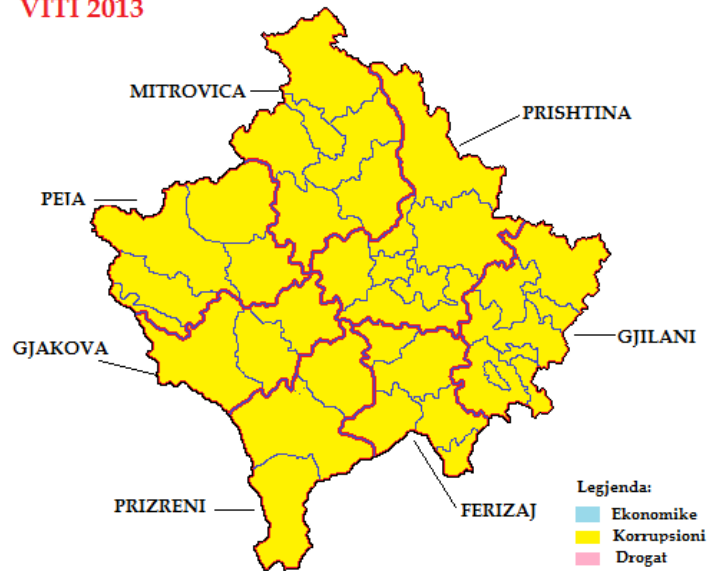 VITI 2013
MITROVICA
PRISHTINA
PEJA
GJILANI
GJAKOVA
PRIZRENI
FERIZAJ
Legjenda:
Ekonomike
Korrupsioni
Drogat